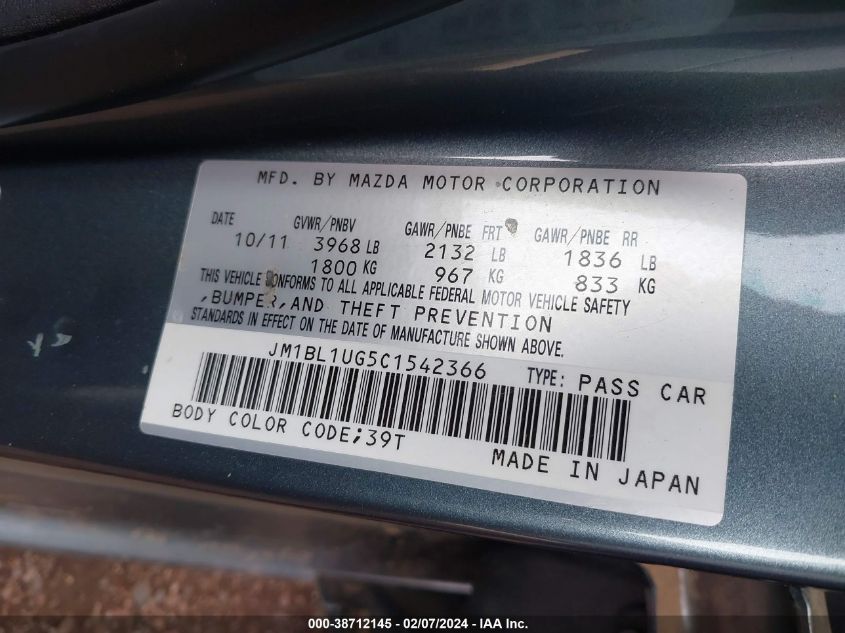 MFD. BY MAZDA MOTOR CORPORATION
DATE GVWR/PNBV GAWR/PNBE FRT GAWR/PNBE RR
10/11 3968 LB 2132 LB 1836 LB
1800 KG 967 KG 833 KG
THIS VEHICLE CONFORMS TO ALL APPLICABLE FEDERAL MOTOR VEHICLE SAFETY
,BUMPER,AND THEFT PREVENTION
STANDARDS IN EFFECT ON THE DATE OF MANUFACTURE SHOWN ABOVE.
JM1BL1UG5C1542366 TYPE: PASS CAR
BODY COLOR CODE;39T
MADE IN JAPAN
000-38712145 - 02/07/2024 - IAA Inc.